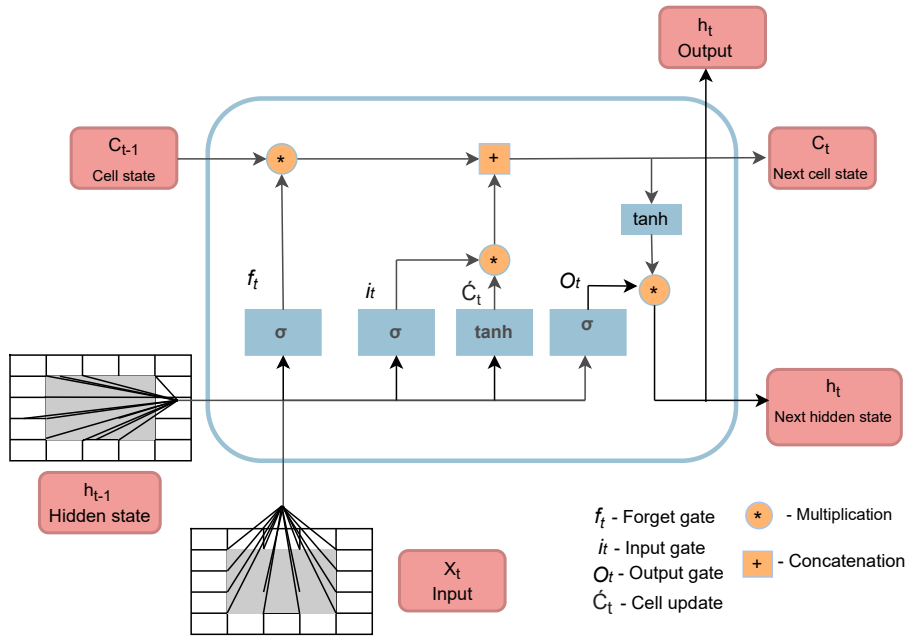 h_t
Output
C_{t-1}
Cell state
*
+
C_t
Next cell state
tanh
f_t
i_t
*
Ć_t
O_t
*
σ
σ
tanh
σ
h_t
Next hidden state
h_{t-1}
Hidden state
X_t
Input
f_t - Forget gate
i_t - Input gate
O_t - Output gate
Ć_t - Cell update
* - Multiplication
+ - Concatenation